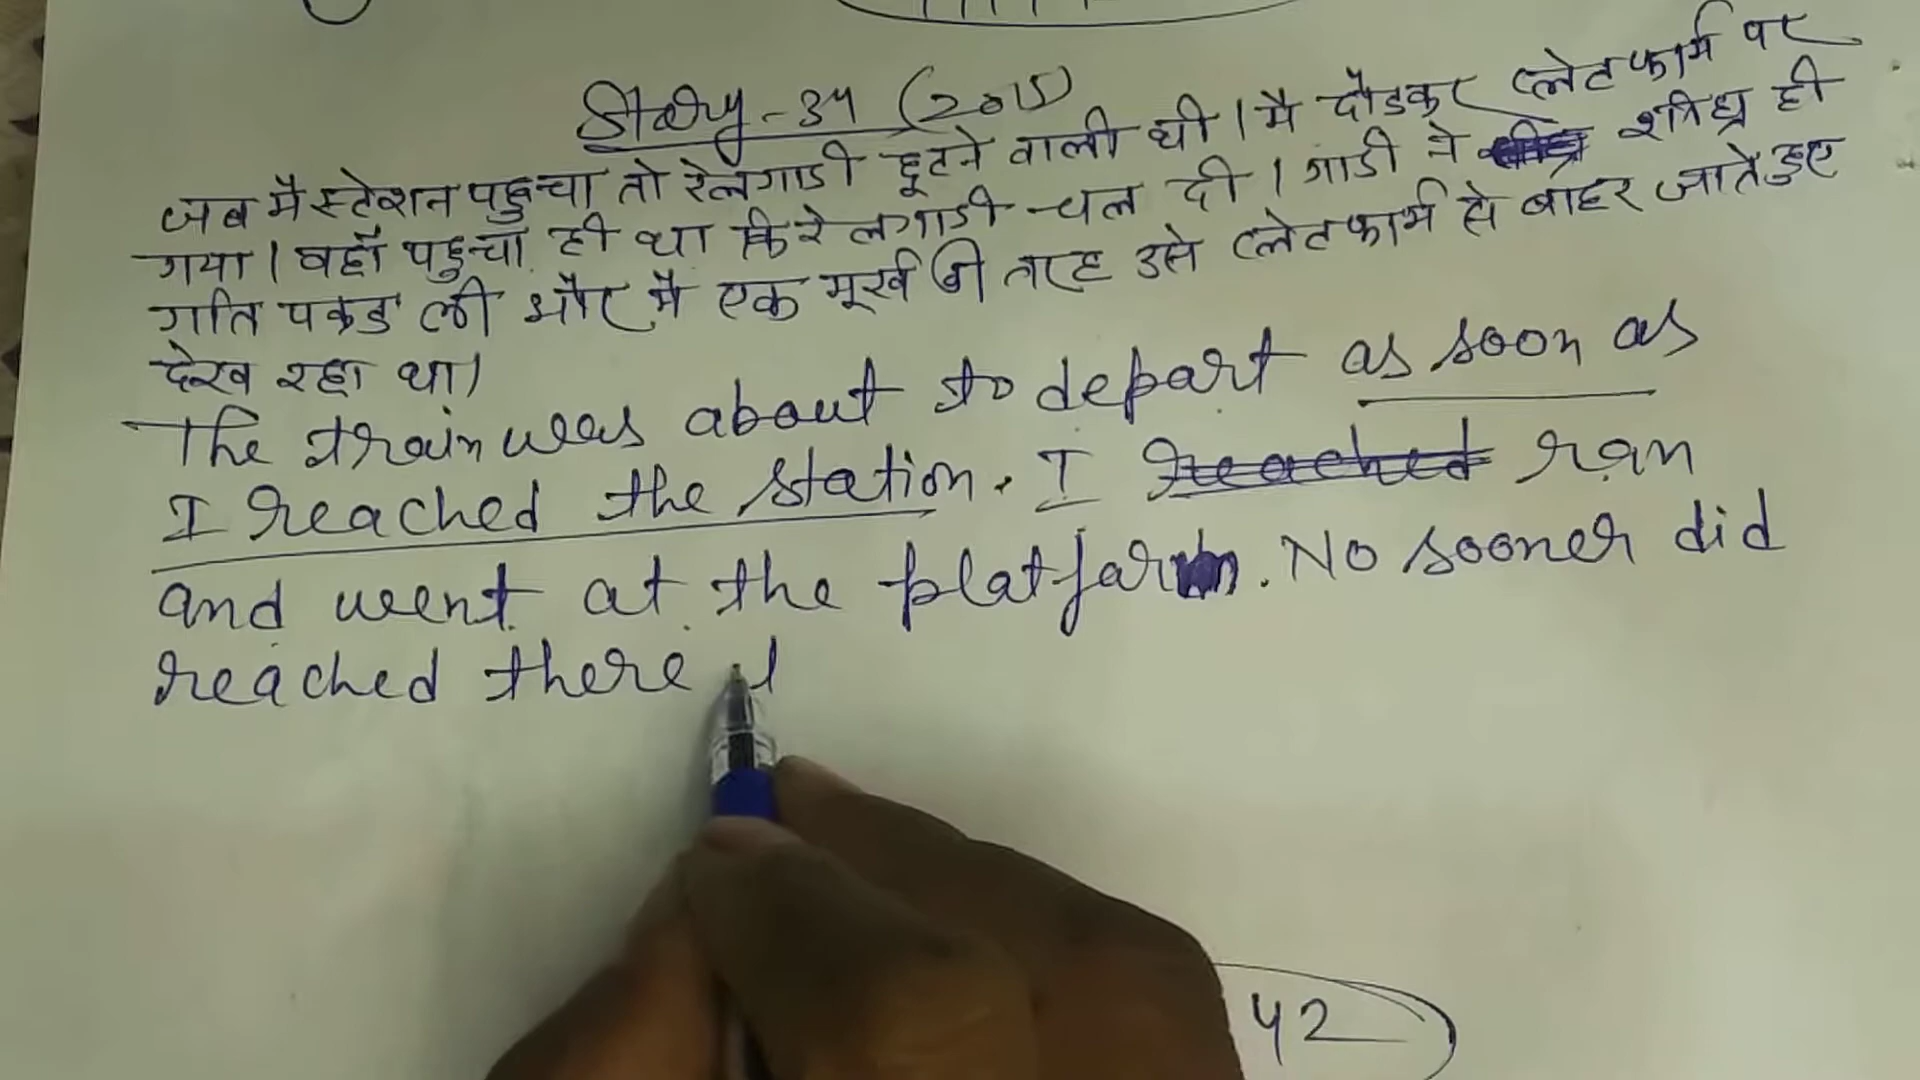 Story-34 (2015)
जब मै स्टेशन पहुन्चा तो रेलगाडी छूटने वाली थी। मै दौडकर प्लेटफार्म पर
गया। वहाँ पहुन्चा ही था कि रेलगाडी चल दी। गाडी ने शीघ्र ही
गति पकड ली और मै एक मूर्ख की तरह उसे प्लेटफार्म से बाहर जाते हुए
देख रहा था।
The train was about to depart as soon as
I reached the station. I reached ran
and went at the platform. No sooner did
reached there
42